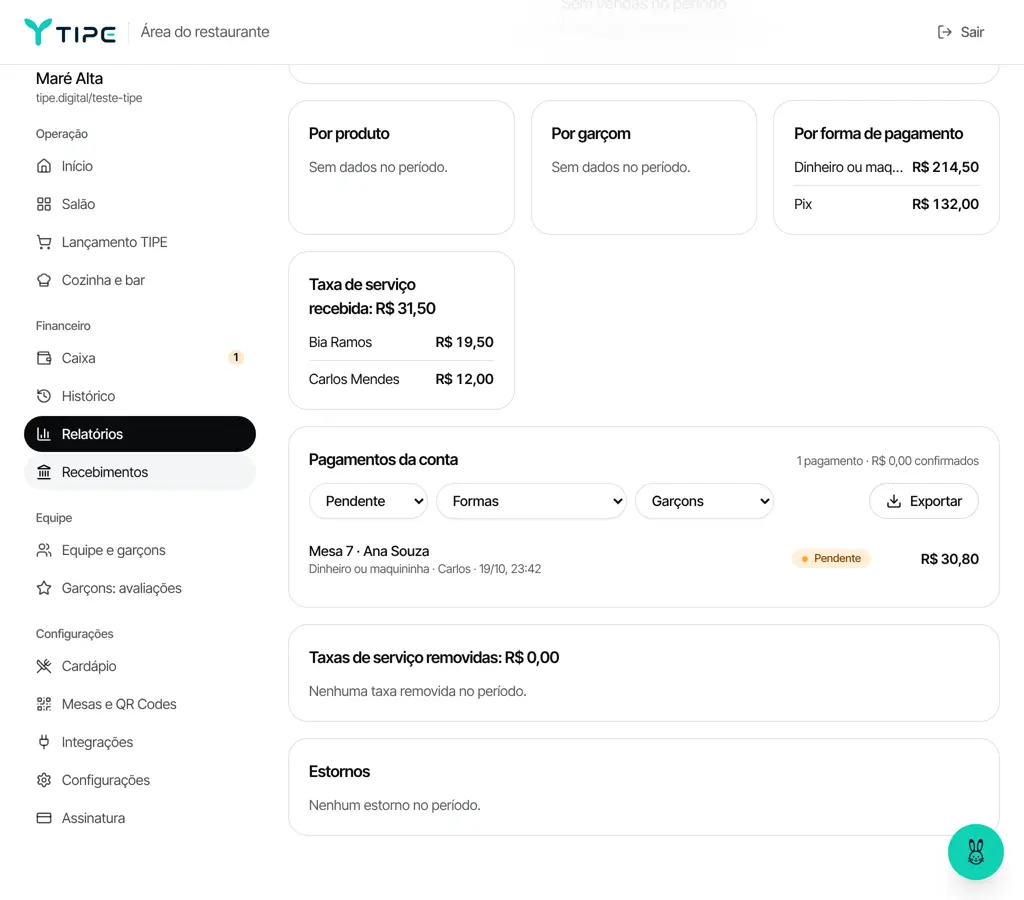 TIPE
Área do restaurante
Sem vendas no período
Sair
Maré Alta
tipe.digital/teste-tipe
Operação
Início
Salão
Lançamento TIPE
Cozinha e bar
Financeiro
Caixa
1
Histórico
Relatórios
Recebimentos
Equipe
Equipe e garçons
Garçons: avaliações
Configurações
Cardápio
Mesas e QR Codes
Integrações
Configurações
Assinatura
Por produto
Sem dados no período.
Por garçom
Sem dados no período.
Por forma de pagamento
Dinheiro ou maq... R$ 214,50
Pix R$ 132,00
Taxa de serviço
recebida: R$ 31,50
Bia Ramos R$ 19,50
Carlos Mendes R$ 12,00
Pagamentos da conta
1 pagamento · R$ 0,00 confirmados
Pendente
Formas
Garçons
Exportar
Mesa 7 · Ana Souza
Dinheiro ou maquininha · Carlos · 19/10, 23:42
Pendente
R$ 30,80
Taxas de serviço removidas: R$ 0,00
Nenhuma taxa removida no período.
Estornos
Nenhum estorno no período.